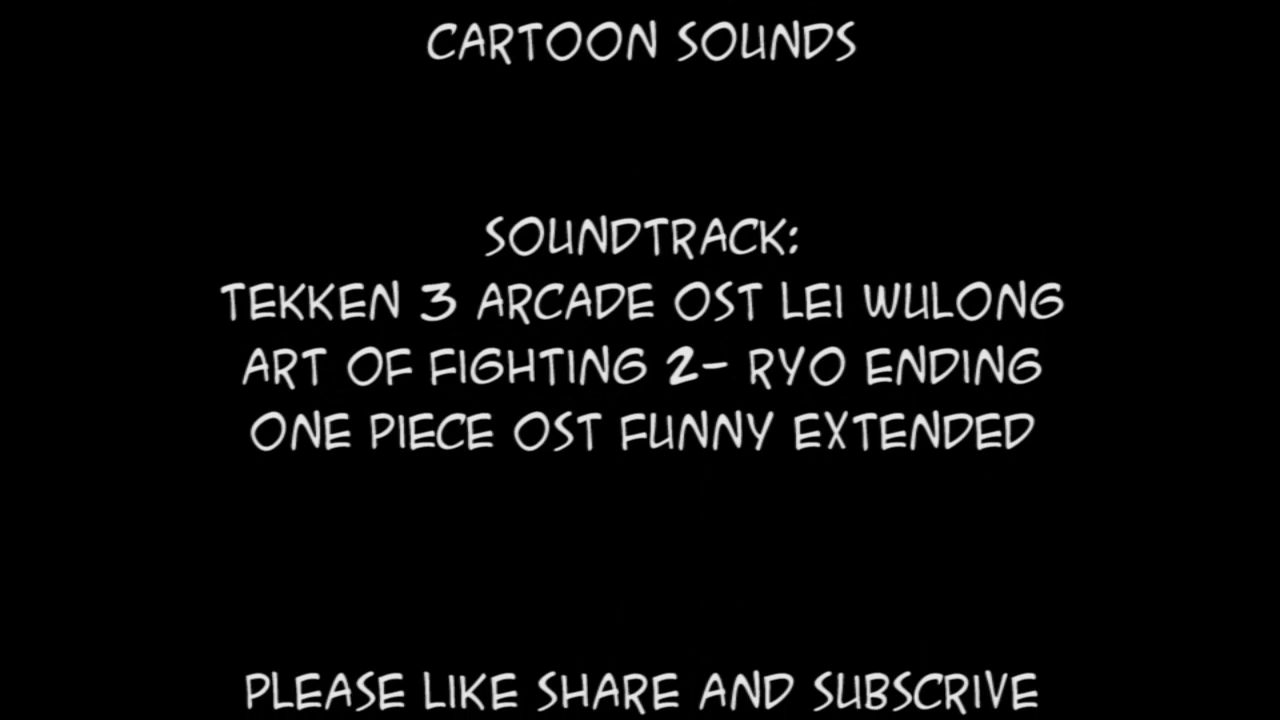 CARTOON SOUNDS
SOUNDTRACK:
TEKKEN 3 ARCADE OST LEI WULONG
ART OF FIGHTING 2- RYO ENDING
ONE PIECE OST FUNNY EXTENDED
PLEASE LIKE SHARE AND SUBSCRIVE